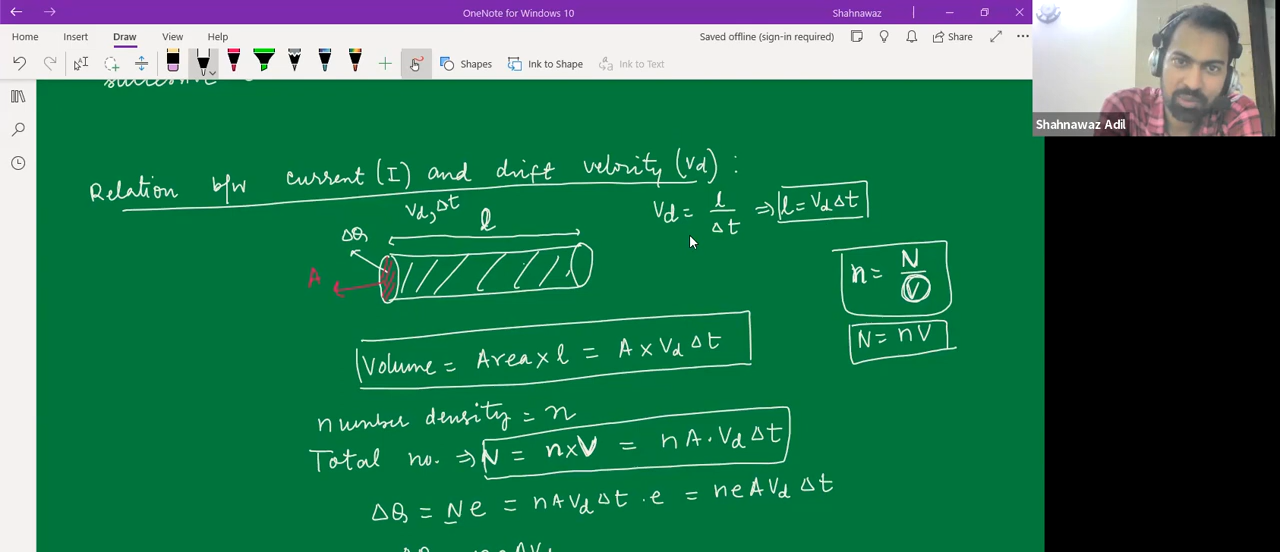 OneNote for Windows 10
Shahnawaz
Home Insert Draw View Help
Saved offline (sign-in required)
Share
Shapes
Ink to Shape
Ink to Text
Shahnawaz Adil
Relation b/w current (I) and drift velocity (Vd) :
Vd, Δt
l
ΔQ
A
Vd = l/Δt ⇒ l = Vd Δt
n = N/V
N = nV
Volume = Area × l = A × Vd Δt
number density = n
Total no. ⇒ N = n×V = nA·Vd Δt
ΔQ = Ne = nAVd Δt · e = neAVd Δt